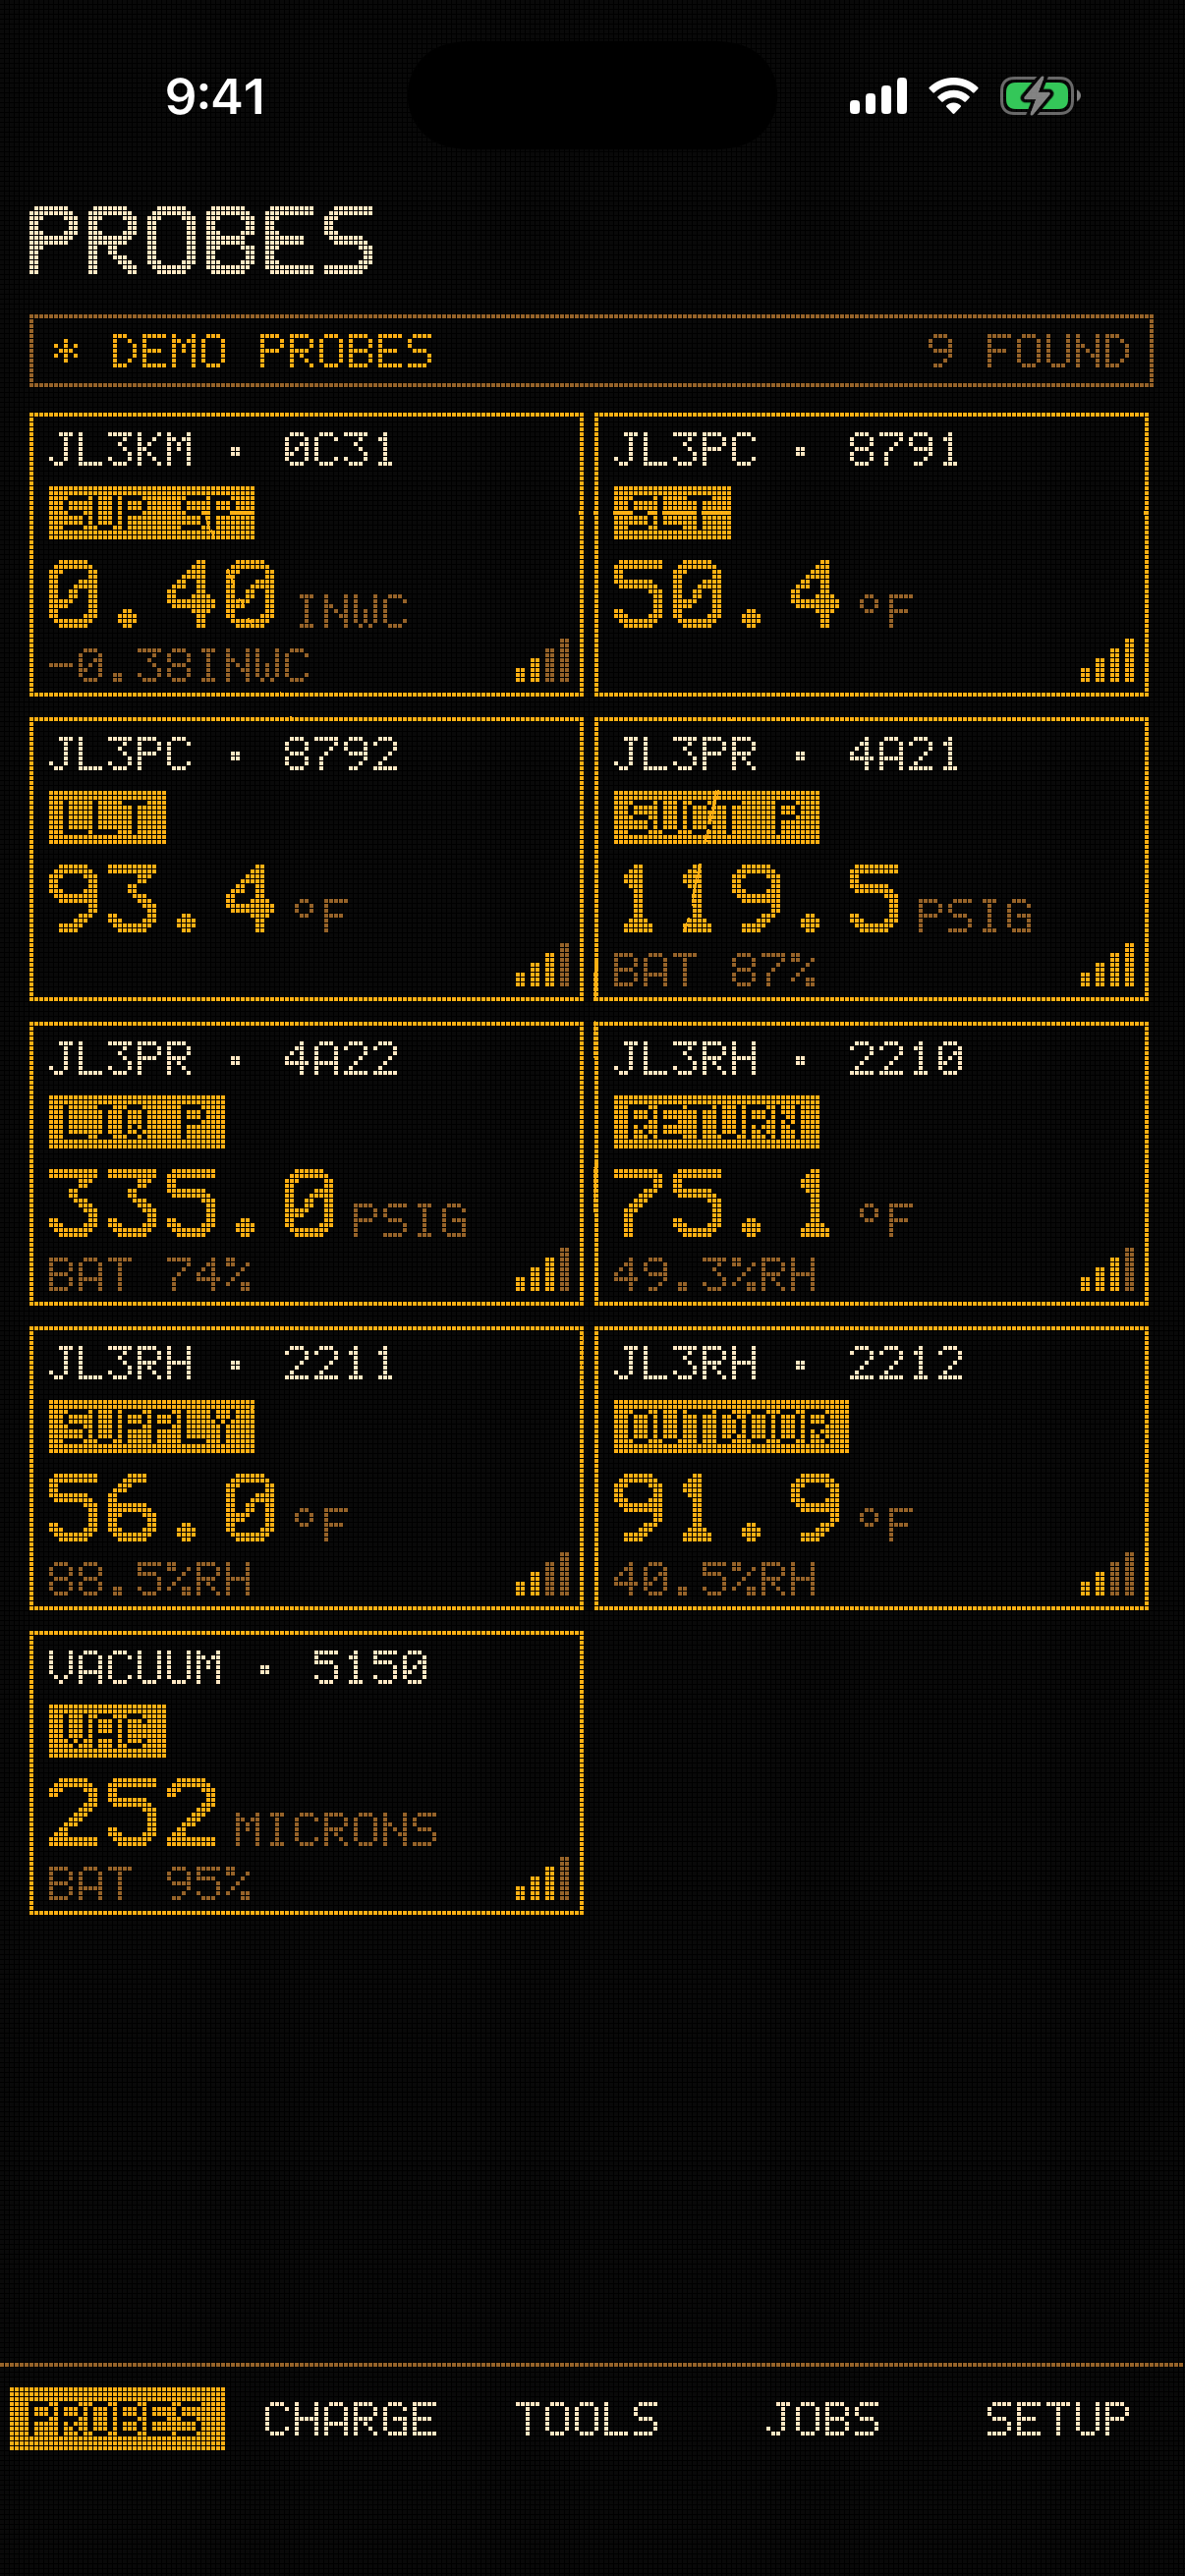 9:41
PROBES
* DEMO PROBES 9 FOUND
JL3KM · 0C31
SUP SP
0.40 INWC
-0.38INWC
JL3PC · 8791
SLT
50.4 °F
JL3PC · 8792
LLT
93.4 °F
JL3PR · 4A21
SUCT P
119.5 PSIG
BAT 87%
JL3PR · 4A22
LIQ P
335.0 PSIG
BAT 74%
JL3RH · 2210
RETURN
75.1 °F
49.3%RH
JL3RH · 2211
SUPPLY
56.0 °F
88.5%RH
JL3RH · 2212
OUTDOOR
91.9 °F
40.5%RH
VACUUM · 5150
VAC
252 MICRONS
BAT 95%
PROBES CHARGE TOOLS JOBS SETUP